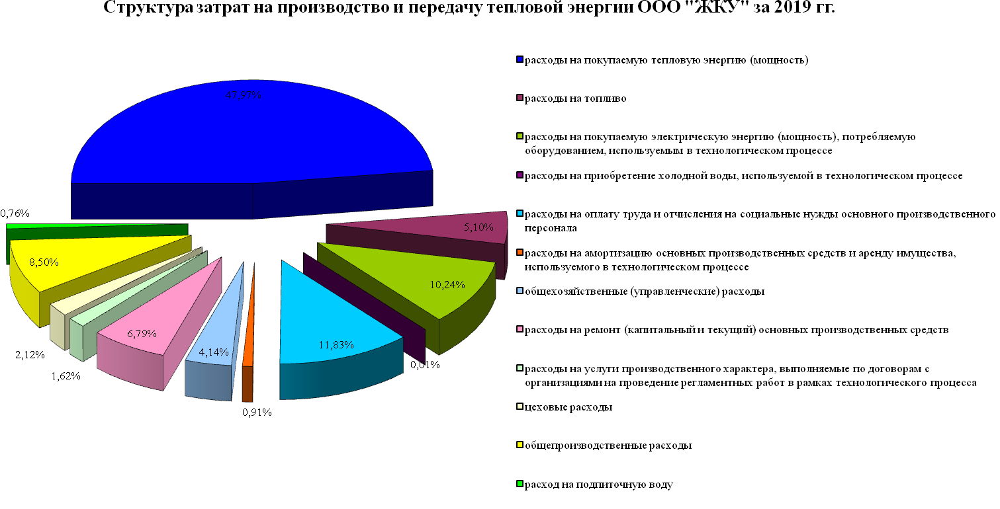 Структура затрат на производство и передачу тепловой энергии ООО "ЖКУ" за 2019 гг.
47,97%
5,10%
10,24%
0,01%
11,83%
0,91%
4,14%
6,79%
1,62%
2,12%
8,50%
0,76%
расходы на покупаемую тепловую энергию (мощность)
расходы на топливо
расходы на покупаемую электрическую энергию (мощность), потребляемую
оборудованием, используемым в технологическом процессе
расходы на приобретение холодной воды, используемой в технологическом процессе
расходы на оплату труда и отчисления на социальные нужды основного производственного
персонала
расходы на амортизацию основных производственных средств и аренду имущества,
используемого в технологическом процессе
общехозяйственные (управленческие) расходы
расходы на ремонт (капитальный и текущий) основных производственных средств
расходы на услуги производственного характера, выполняемые по договорам с
организациями на проведение регламентных работ в рамках технологического процесса
цеховые расходы
общепроизводственные расходы
расход на подпиточную воду